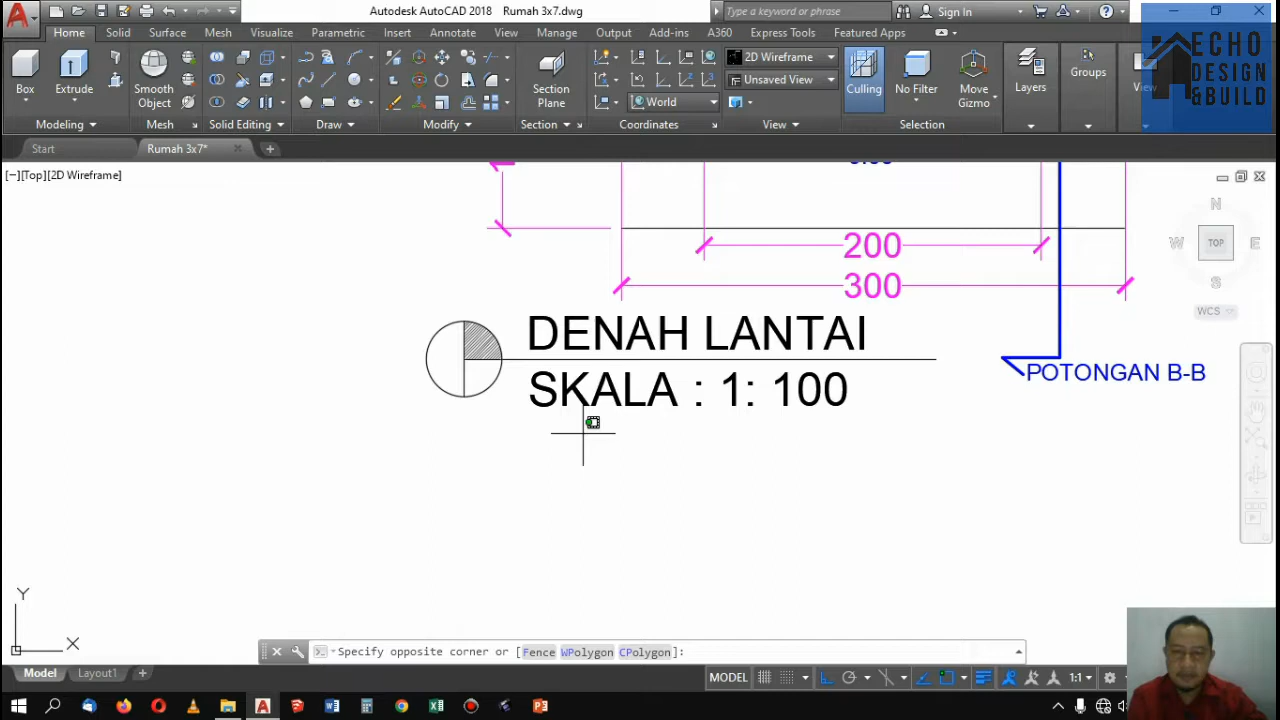 Autodesk AutoCAD 2018 Rumah 3x7.dwg
Type a keyword or phrase
Sign In
Home Solid Surface Mesh Visualize Parametric Insert Annotate View Manage Output Add-ins A360 Express Tools Featured Apps
Box
Extrude
Smooth Object
Section Plane
World
2D Wireframe
Unsaved View
Culling
No Filter
Move Gizmo
Layers
Groups
Modeling Mesh Solid Editing Draw Modify Section Coordinates View Selection
ECHO
DESIGN
&BUILD
Start Rumah 3x7*
[−][Top][2D Wireframe]
N
W TOP E
S
WCS
200
300
DENAH LANTAI
SKALA : 1: 100
POTONGAN B-B
Y
X
Specify opposite corner or [Fence WPolygon CPolygon]:
Model Layout1
MODEL
1:1